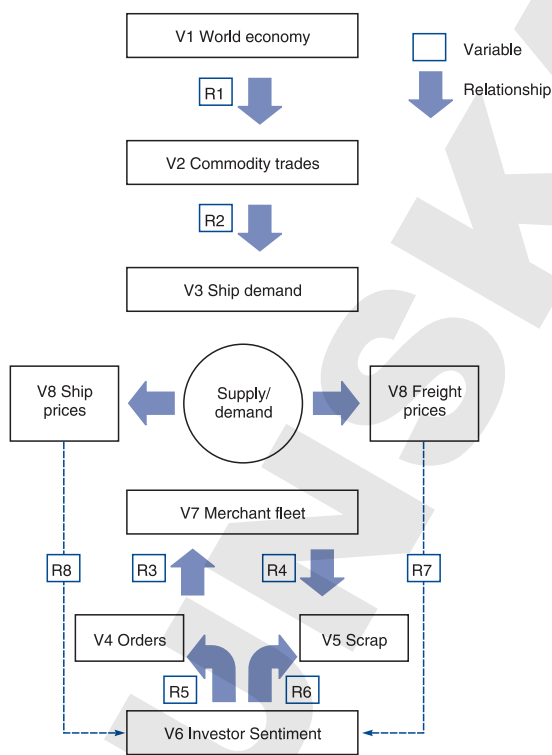 V1 World economy
Variable
R1
Relationship
V2 Commodity trades
R2
V3 Ship demand
V8 Ship
prices
Supply/
demand
V8 Freight
prices
V7 Merchant fleet
R8
R3
R4
R7
V4 Orders
V5 Scrap
R5
R6
V6 Investor Sentiment